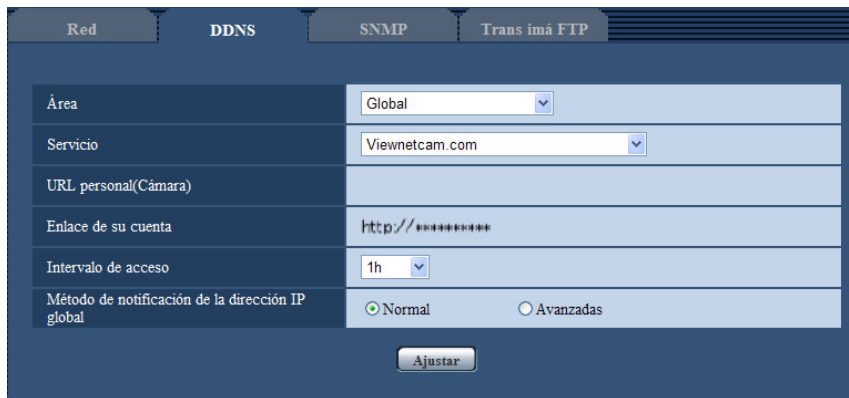 Red DDNS SNMP Trans imá FTP
Área Global
Servicio Viewnetcam.com
URL personal(Cámara)
Enlace de su cuenta http://**********
Intervalo de acceso 1h
Método de notificación de la dirección IP
global
Normal Avanzadas
Ajustar